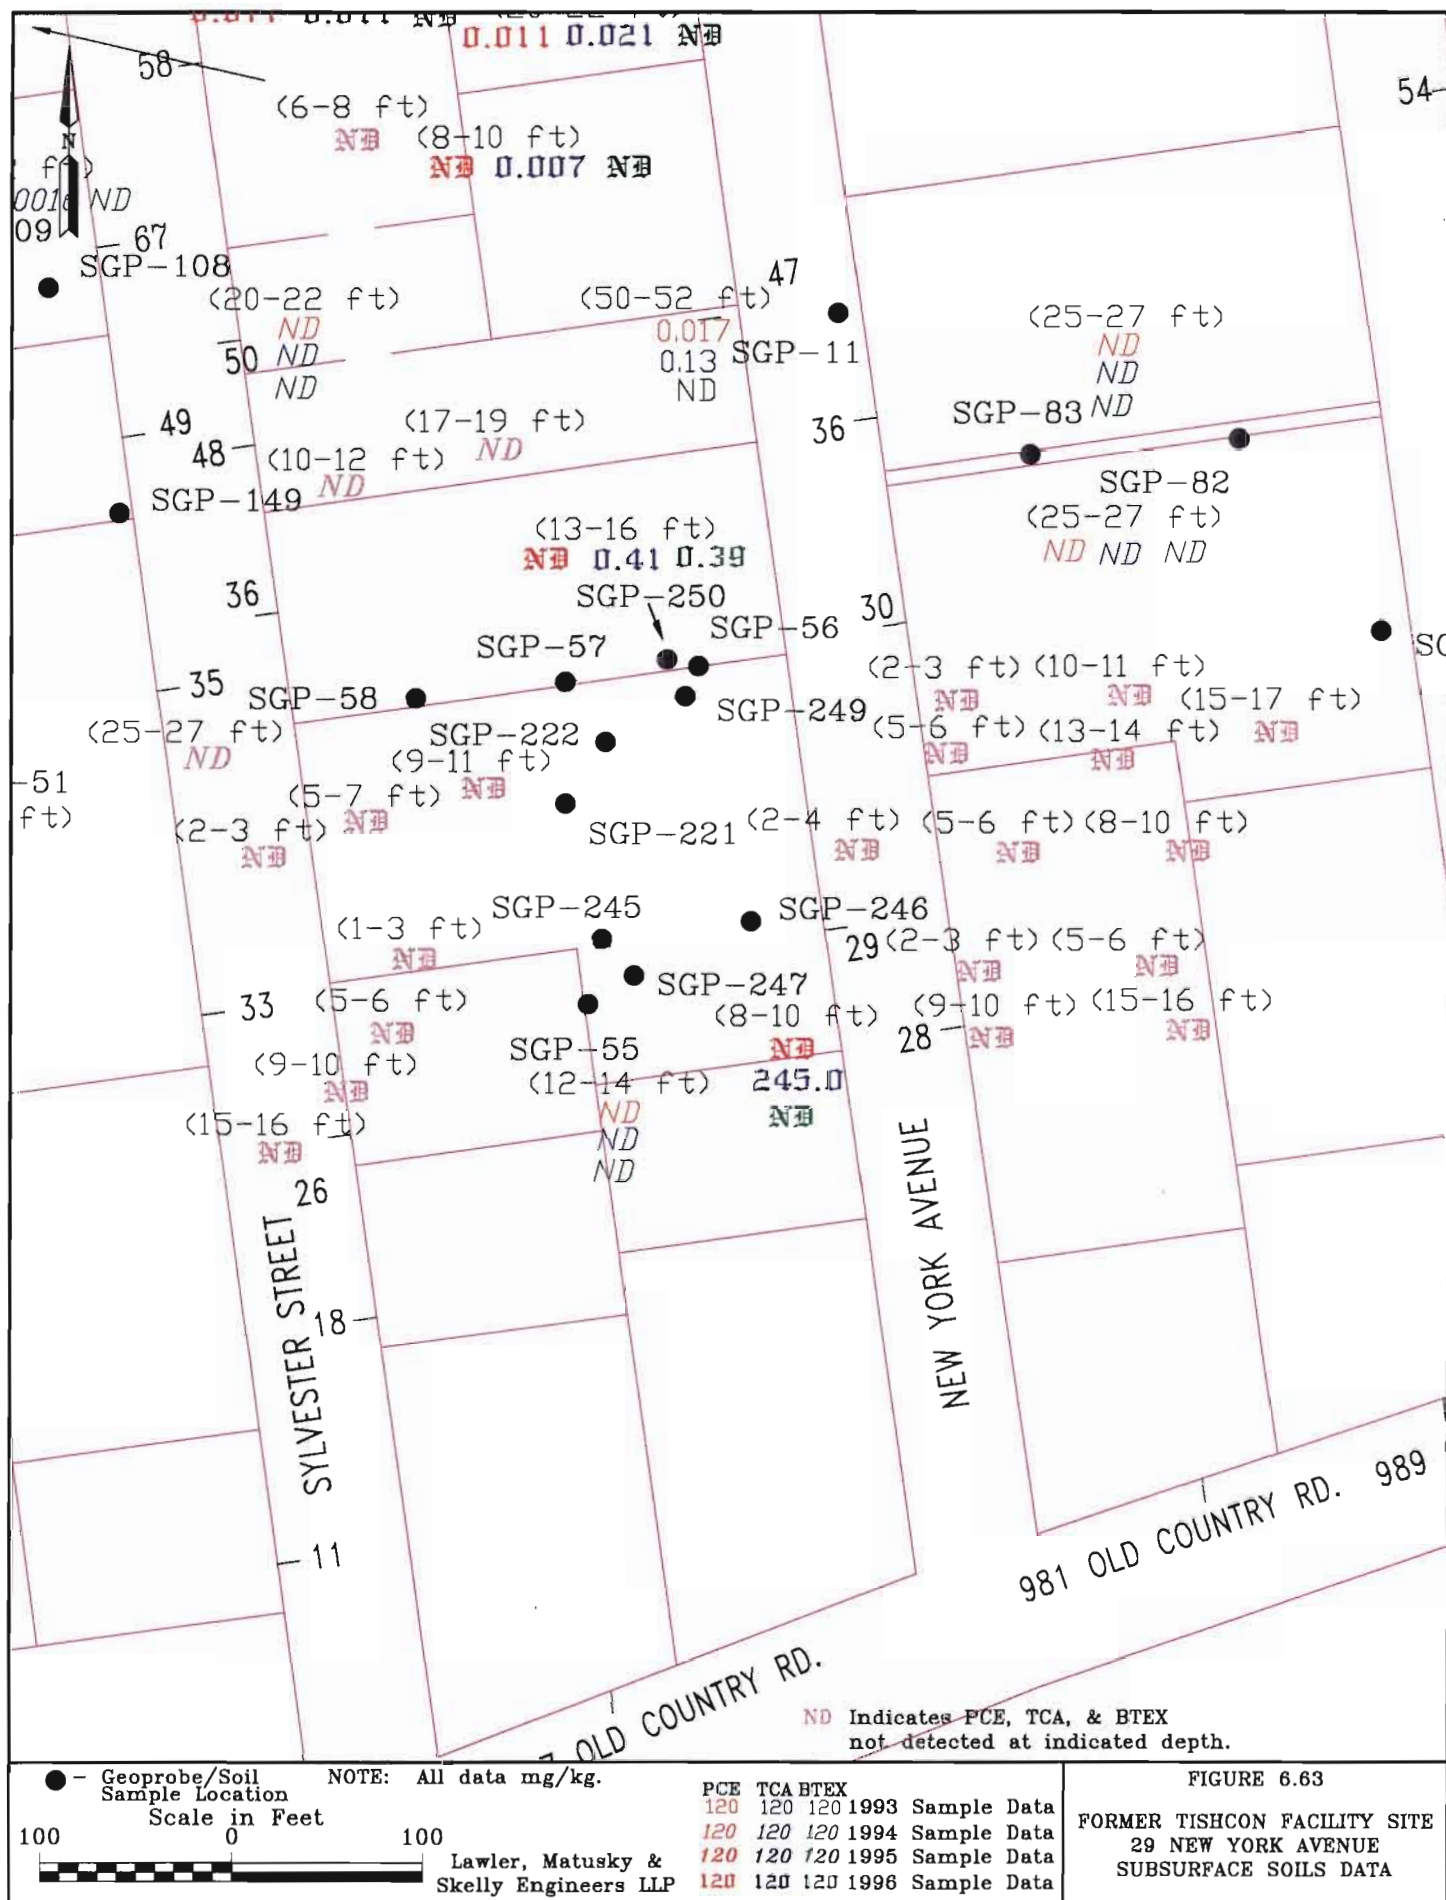 0.011 0.021 ND
58
54
(6-8 ft)
ND
(8-10 ft)
ND 0.007 ND
N
ft)
ND
09
67
SGP-108
(20-22 ft)
ND
50 ND
ND
(50-52 ft)
0.017
0.13
ND
47
SGP-11
(25-27 ft)
ND
ND
ND
SGP-83
36
49
48
(17-19 ft)
ND
(10-12 ft)
ND
SGP-149
SGP-82
(25-27 ft)
ND ND ND
(13-16 ft)
ND 0.41 0.39
SGP-250
36
30
SGP-56
SGP-57
35
SGP-58
SGP-249
(2-3 ft) (10-11 ft)
ND ND
(15-17 ft)
ND
(5-6 ft) (13-14 ft)
ND ND
(25-27 ft)
ND
SGP-222
(9-11 ft)
ND
(5-7 ft)
ND
(2-3 ft)
ND
-51
ft)
SGP-221
(2-4 ft) (5-6 ft) (8-10 ft)
ND ND ND
SGP-245
SGP-246
(1-3 ft)
ND
29
(2-3 ft) (5-6 ft)
ND ND
SGP-247
33
(5-6 ft)
ND
(8-10 ft)
ND
245.0
ND
(9-10 ft) (15-16 ft)
ND ND
28
SGP-55
(12-14 ft)
ND
ND
ND
(9-10 ft)
ND
(15-16 ft)
ND
26
SYLVESTER STREET
NEW YORK AVENUE
18
11
981 OLD COUNTRY RD. 989
OLD COUNTRY RD.
ND Indicates PCE, TCA, & BTEX
not detected at indicated depth.
- Geoprobe/Soil
Sample Location
NOTE: All data mg/kg.
Scale in Feet
100 0 100
Lawler, Matusky &
Skelly Engineers LLP
PCE TCA BTEX
120 120 120 1993 Sample Data
120 120 120 1994 Sample Data
120 120 120 1995 Sample Data
120 120 120 1996 Sample Data
FIGURE 6.63
FORMER TISHCON FACILITY SITE
29 NEW YORK AVENUE
SUBSURFACE SOILS DATA